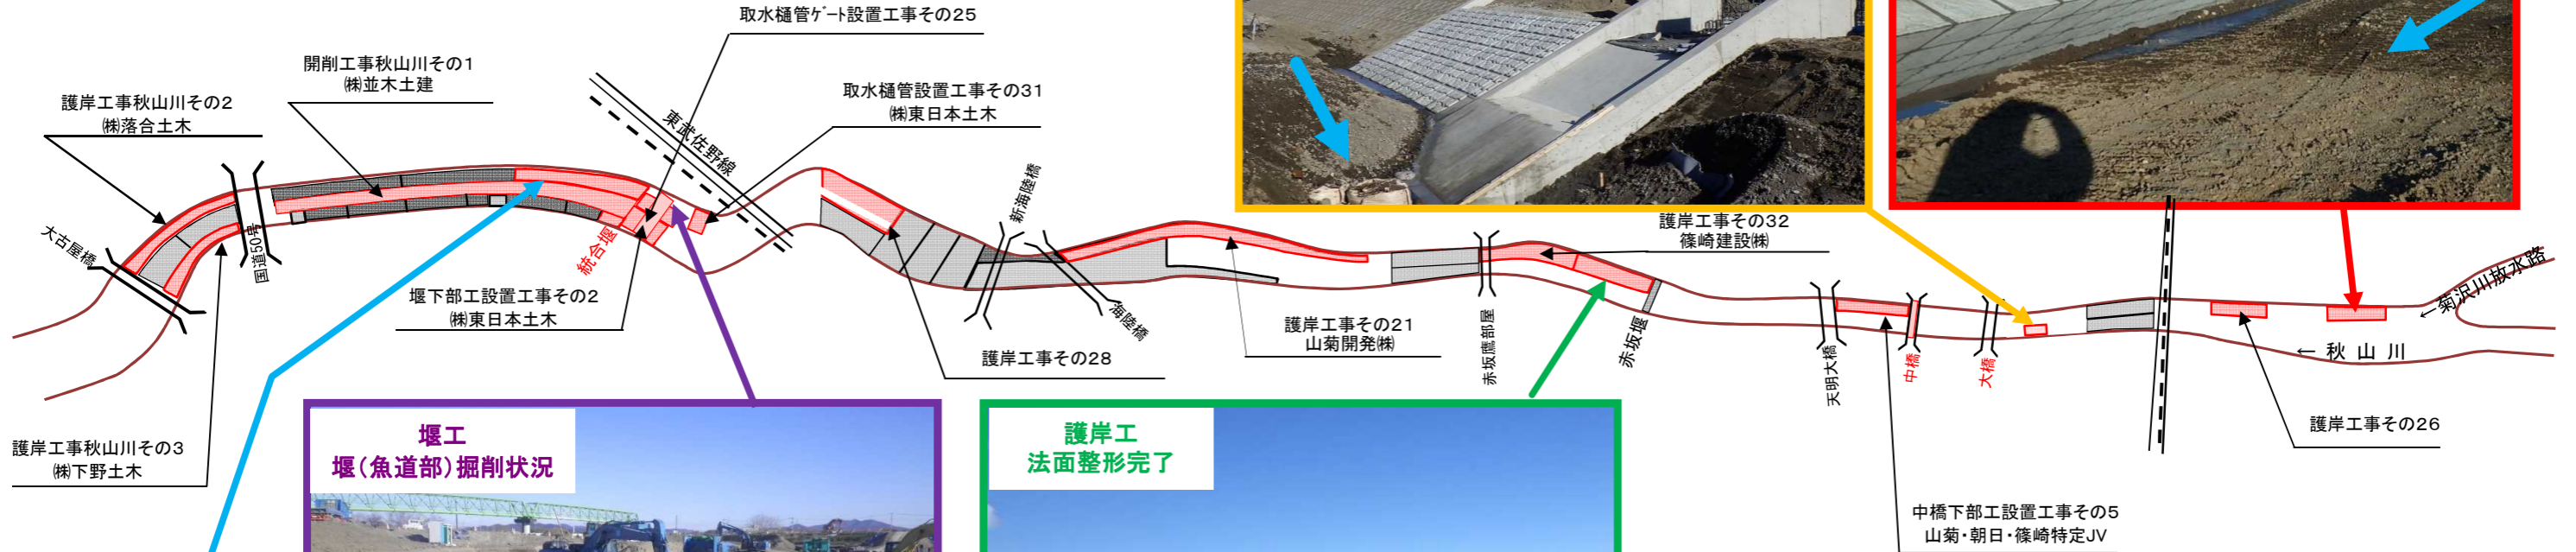 取水樋管ｹﾞｰﾄ設置工事その25
開削工事秋山川その1
㈱並木土建
護岸工事秋山川その2
㈱落合土木
取水樋管設置工事その31
㈱東日本土木
東武佐野線
新海陸橋
大古屋橋
国道50号
統合堰
堰下部工設置工事その2
㈱東日本土木
海陸橋
護岸工事その28
護岸工事その21
山菊開発㈱
護岸工事その32
篠崎建設㈱
赤坂鷹部屋
赤坂堰
天明大橋
中橋
大橋
←菊沢川放水路
← 秋 山 川
護岸工事その26
中橋下部工設置工事その5
山菊・朝日・篠崎特定JV
護岸工事秋山川その3
㈱下野土木
堰工
堰(魚道部)掘削状況
護岸工
法面整形完了